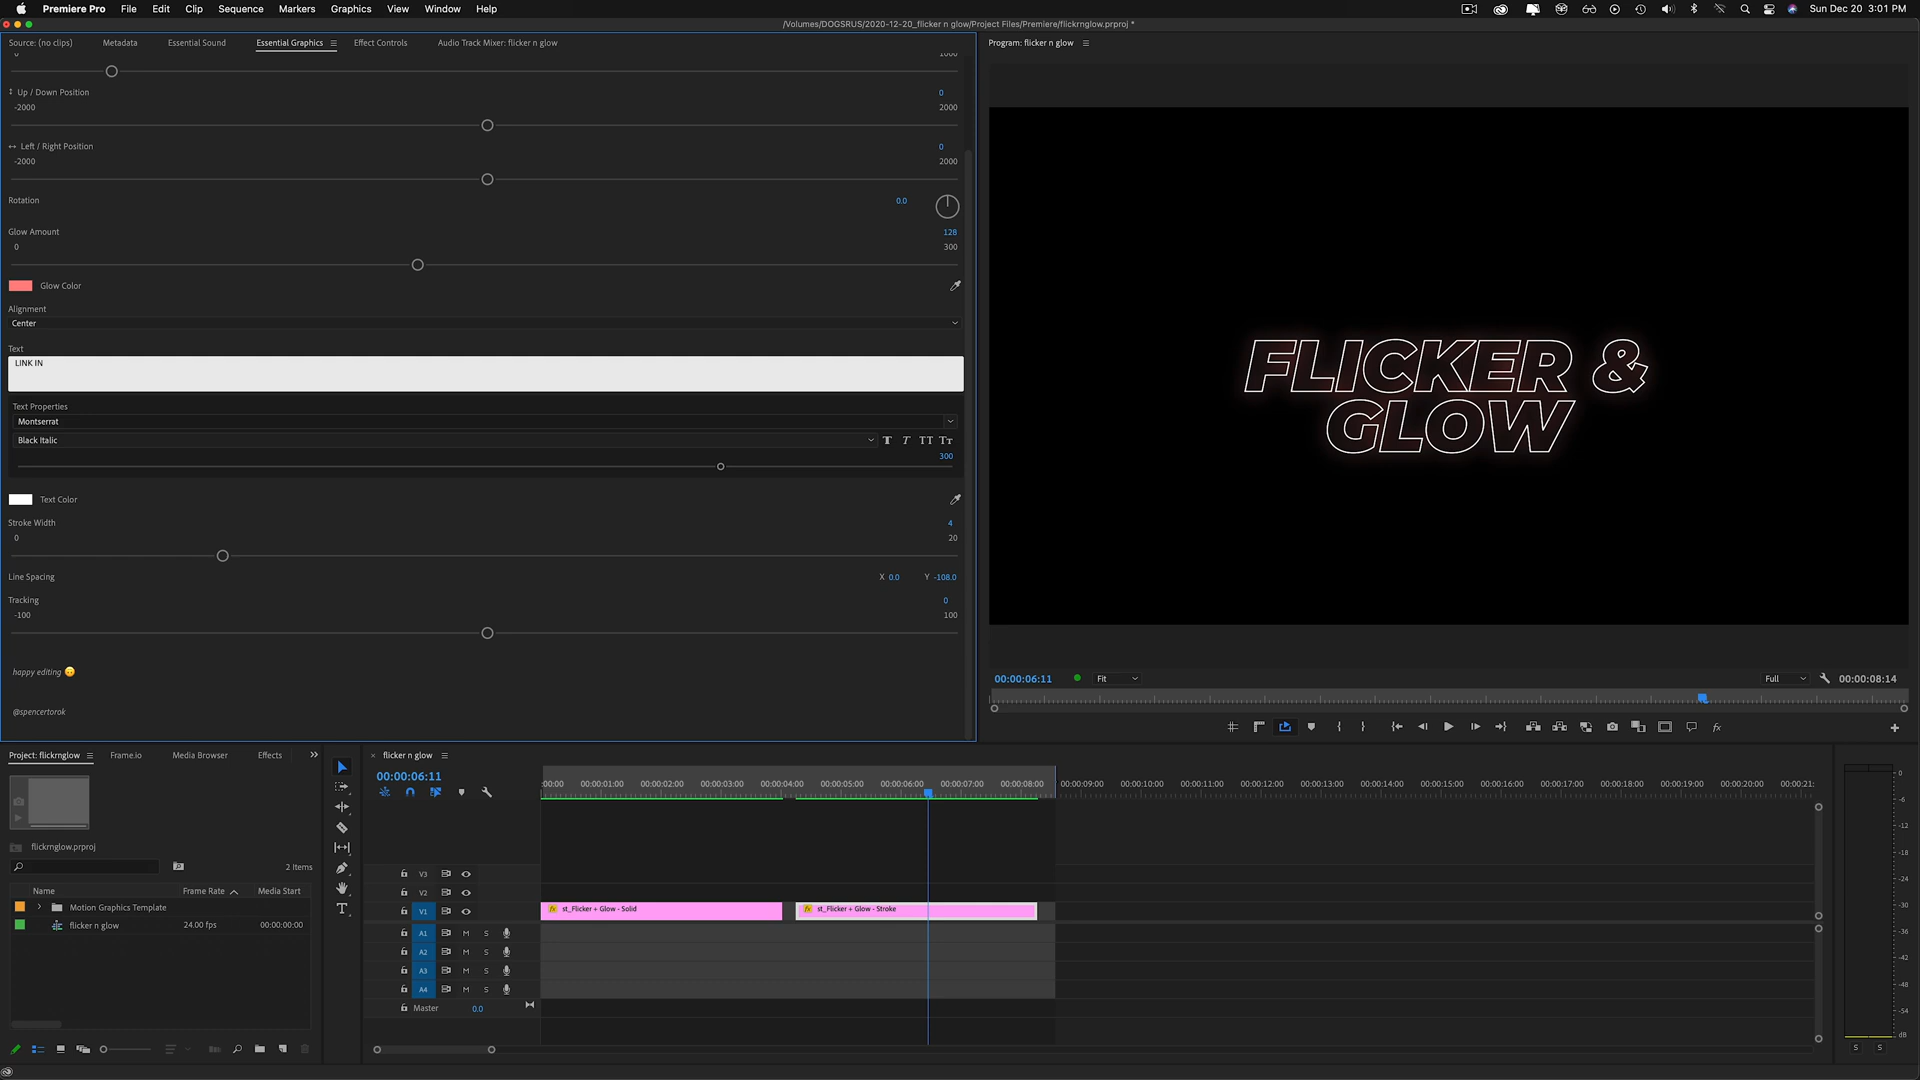 Premiere Pro File Edit Clip Sequence Markers Graphics View Window Help Sun Dec 20 3:01 PM
/Volumes/DOGSRUS/2020-12-20_flicker n glow/Project Files/Premiere/flickrnglow.prproj *
Source: (no clips) Metadata Essential Sound Essential Graphics Effect Controls Audio Track Mixer: flicker n glow
Program: flicker n glow
0 1000
Up / Down Position 0
-2000 2000
Left / Right Position 0
-2000 2000
Rotation 0.0
Glow Amount 128
0 300
Glow Color
Alignment
Center
Text
LINK IN
Text Properties
Montserrat
Black Italic T T TT Tт
300
Text Color
Stroke Width 4
0 20
Line Spacing X 0.0 Y -108.0
Tracking 0
-100 100
happy editing 🙃
@spencertorok
FLICKER &
GLOW
00:00:06:11 Fit Full 00:00:08:14
Project: flickrnglow Frame.io Media Browser Effects
flickrnglow.prproj
2 Items
Name Frame Rate Media Start
Motion Graphics Template
flicker n glow 24.00 fps 00:00:00:00
flicker n glow
00:00:06:11
:00:00 00:00:01:00 00:00:02:00 00:00:03:00 00:00:04:00 00:00:05:00 00:00:06:00 00:00:07:00 00:00:08:00 00:00:09:00 00:00:10:00 00:00:11:00 00:00:12:00 00:00:13:00 00:00:14:00 00:00:15:00 00:00:16:00 00:00:17:00 00:00:18:00 00:00:19:00 00:00:20:00 00:00:21:
V3
V2
V1 fx st_Flicker + Glow - Solid fx st_Flicker + Glow - Stroke
A1 M S
A2 M S
A3 M S
A4 M S
Master 0.0
0
-6
-12
-18
-24
-30
-36
-42
-48
-54
dB
S S